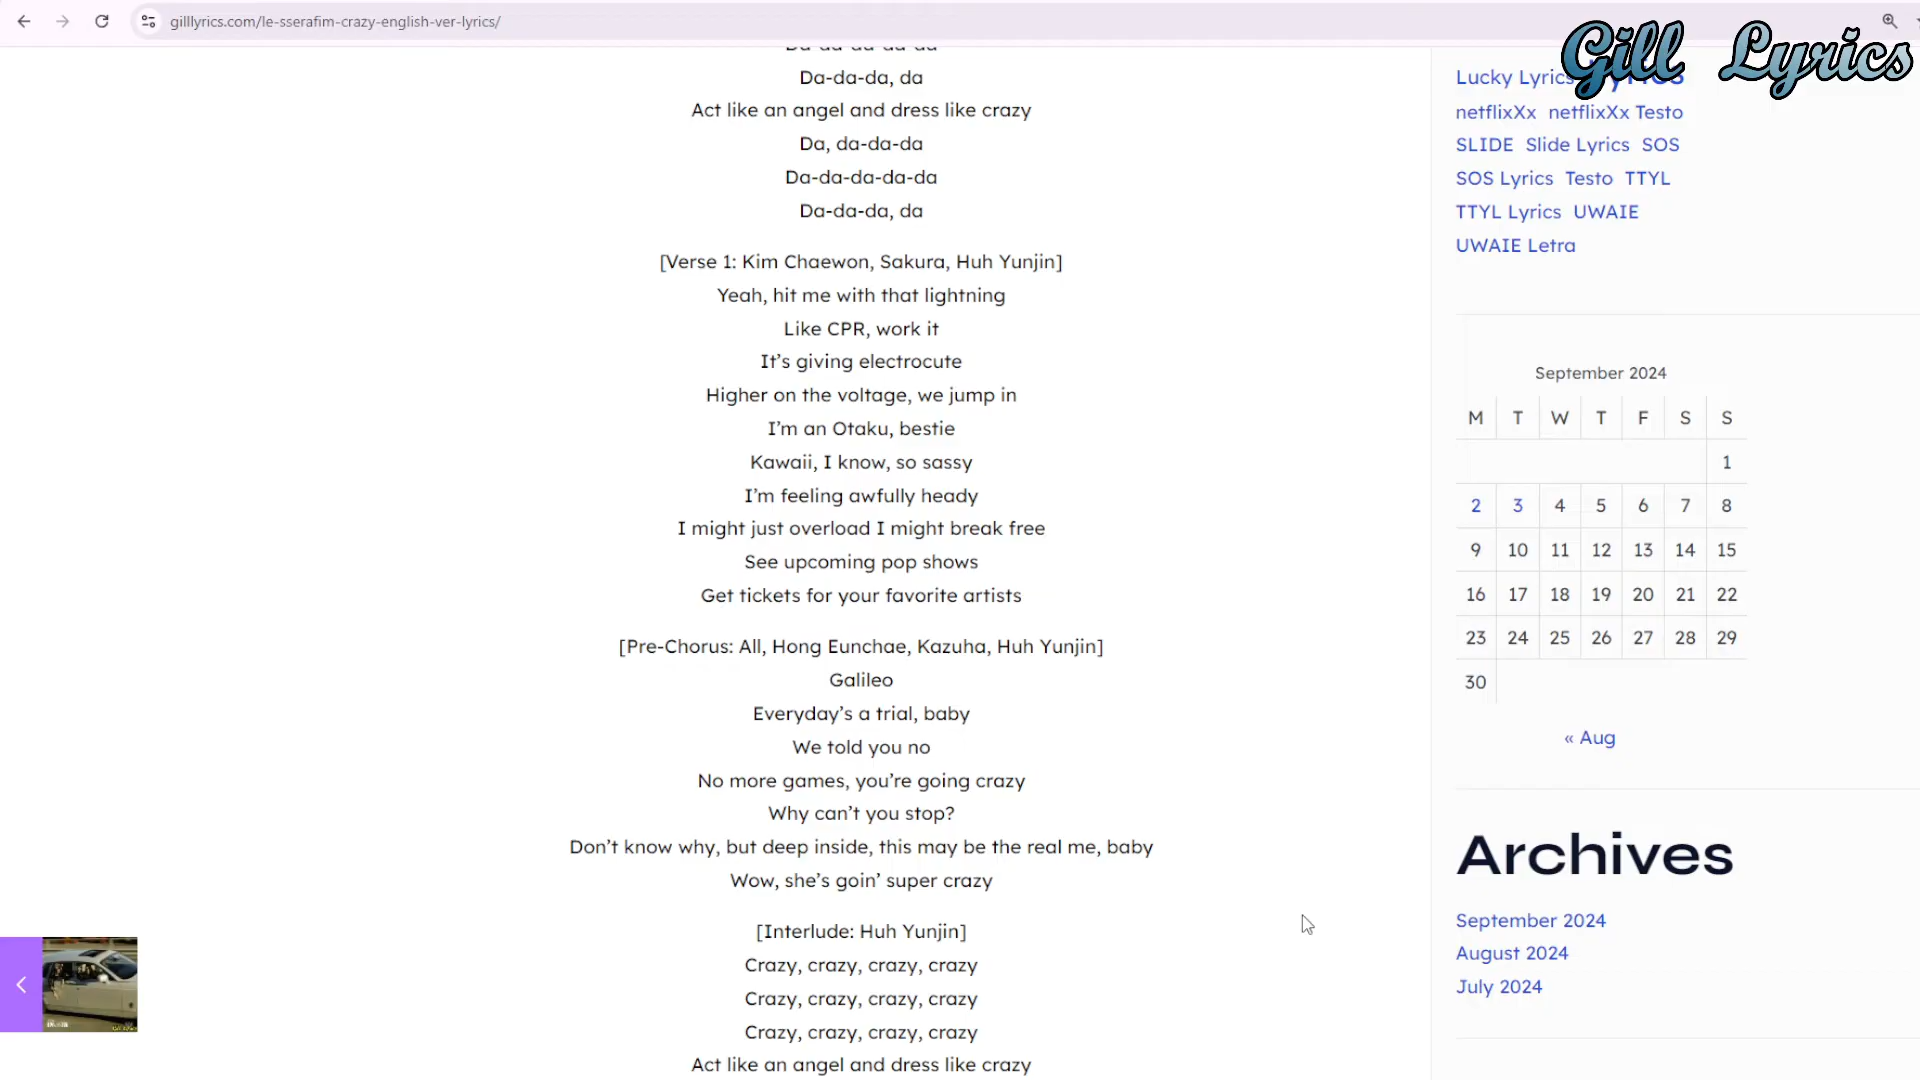 gilllyrics.com/le-sserafim-crazy-english-ver-lyrics/
Gill Lyrics
Da-da-da-da-da
Da-da-da, da
Act like an angel and dress like crazy
Da, da-da-da
Da-da-da-da-da
Da-da-da, da
[Verse 1: Kim Chaewon, Sakura, Huh Yunjin]
Yeah, hit me with that lightning
Like CPR, work it
It’s giving electrocute
Higher on the voltage, we jump in
I’m an Otaku, bestie
Kawaii, I know, so sassy
I’m feeling awfully heady
I might just overload I might break free
See upcoming pop shows
Get tickets for your favorite artists
[Pre-Chorus: All, Hong Eunchae, Kazuha, Huh Yunjin]
Galileo
Everyday’s a trial, baby
We told you no
No more games, you’re going crazy
Why can’t you stop?
Don’t know why, but deep inside, this may be the real me, baby
Wow, she’s goin’ super crazy
[Interlude: Huh Yunjin]
Crazy, crazy, crazy, crazy
Crazy, crazy, crazy, crazy
Crazy, crazy, crazy, crazy
Act like an angel and dress like crazy
Lucky Lyrics Lyrics
netflixXx netflixXx Testo
SLIDE Slide Lyrics SOS
SOS Lyrics Testo TTYL
TTYL Lyrics UWAIE
UWAIE Letra
September 2024
M T W T F S S
1
2 3 4 5 6 7 8
9 10 11 12 13 14 15
16 17 18 19 20 21 22
23 24 25 26 27 28 29
30
« Aug
Archives
September 2024
August 2024
July 2024